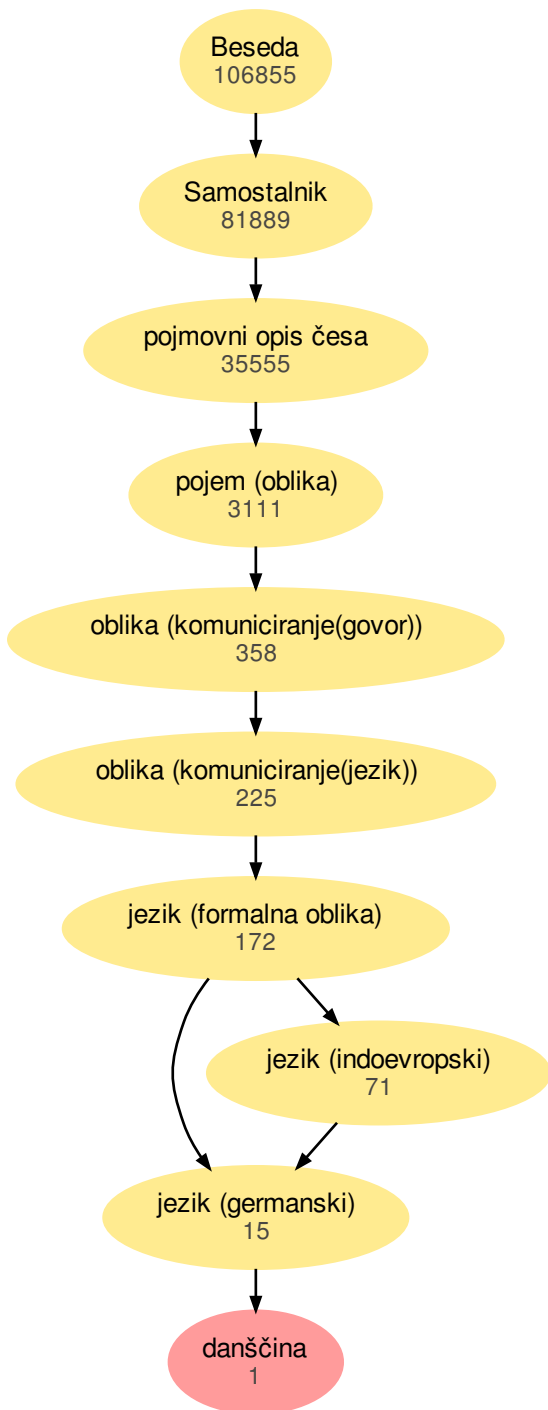 Beseda
106855
Samostalnik
81889
pojmovni opis česa
35555
pojem (oblika)
3111
oblika (komuniciranje(govor))
358
oblika (komuniciranje(jezik))
225
jezik (formalna oblika)
172
jezik (indoevropski)
71
jezik (germanski)
15
danščina
1